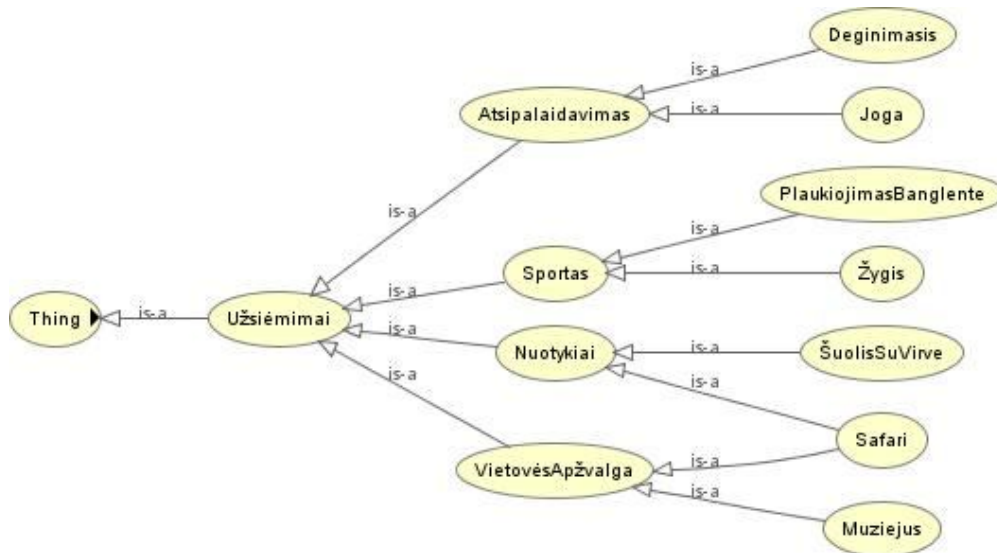 Deginimasis
is-a
Atsipalaidavimas
is-a
Joga
is-a
PlaukiojimasBanglente
is-a
Sportas
is-a
Žygis
is-a
Thing
is-a
Užsiėmimai
is-a
Nuotykiai
is-a
ŠuolisSuVirve
is-a
is-a
Safari
VietovėsApžvalga
is-a
is-a
Muziejus